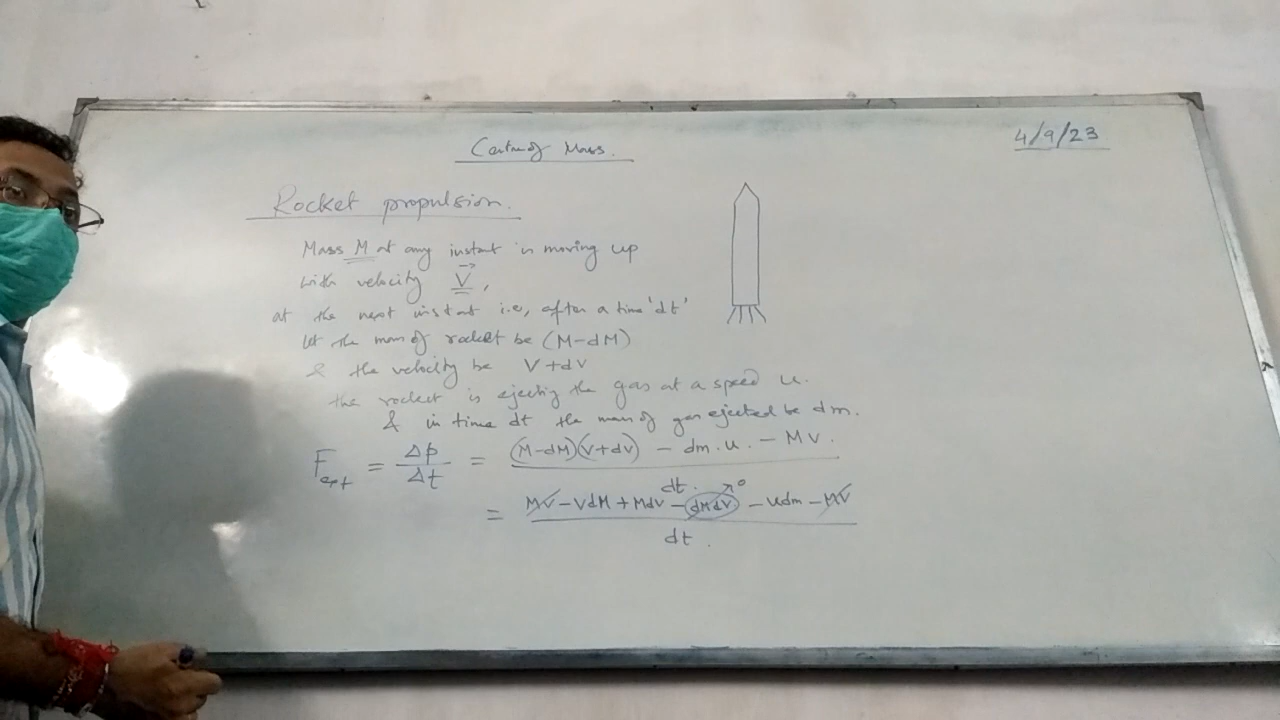 Centre of Mass.
4/9/23
Rocket propulsion.
Mass M at any instant is moving up
with velocity V⃗,
at the next instant i.e, after a time 'dt'
let the mass of rocket be (M-dM)
& the velocity be V+dV
the rocket is ejecting the gas at a speed u.
& in time dt the mass of gas ejected be dm.
F_ext = Δp/Δt = ((M-dM)(V+dV) - dm.u. - MV.)/dt.
= (MV - VdM + MdV - dMdV →0 - udm - MV)/dt.